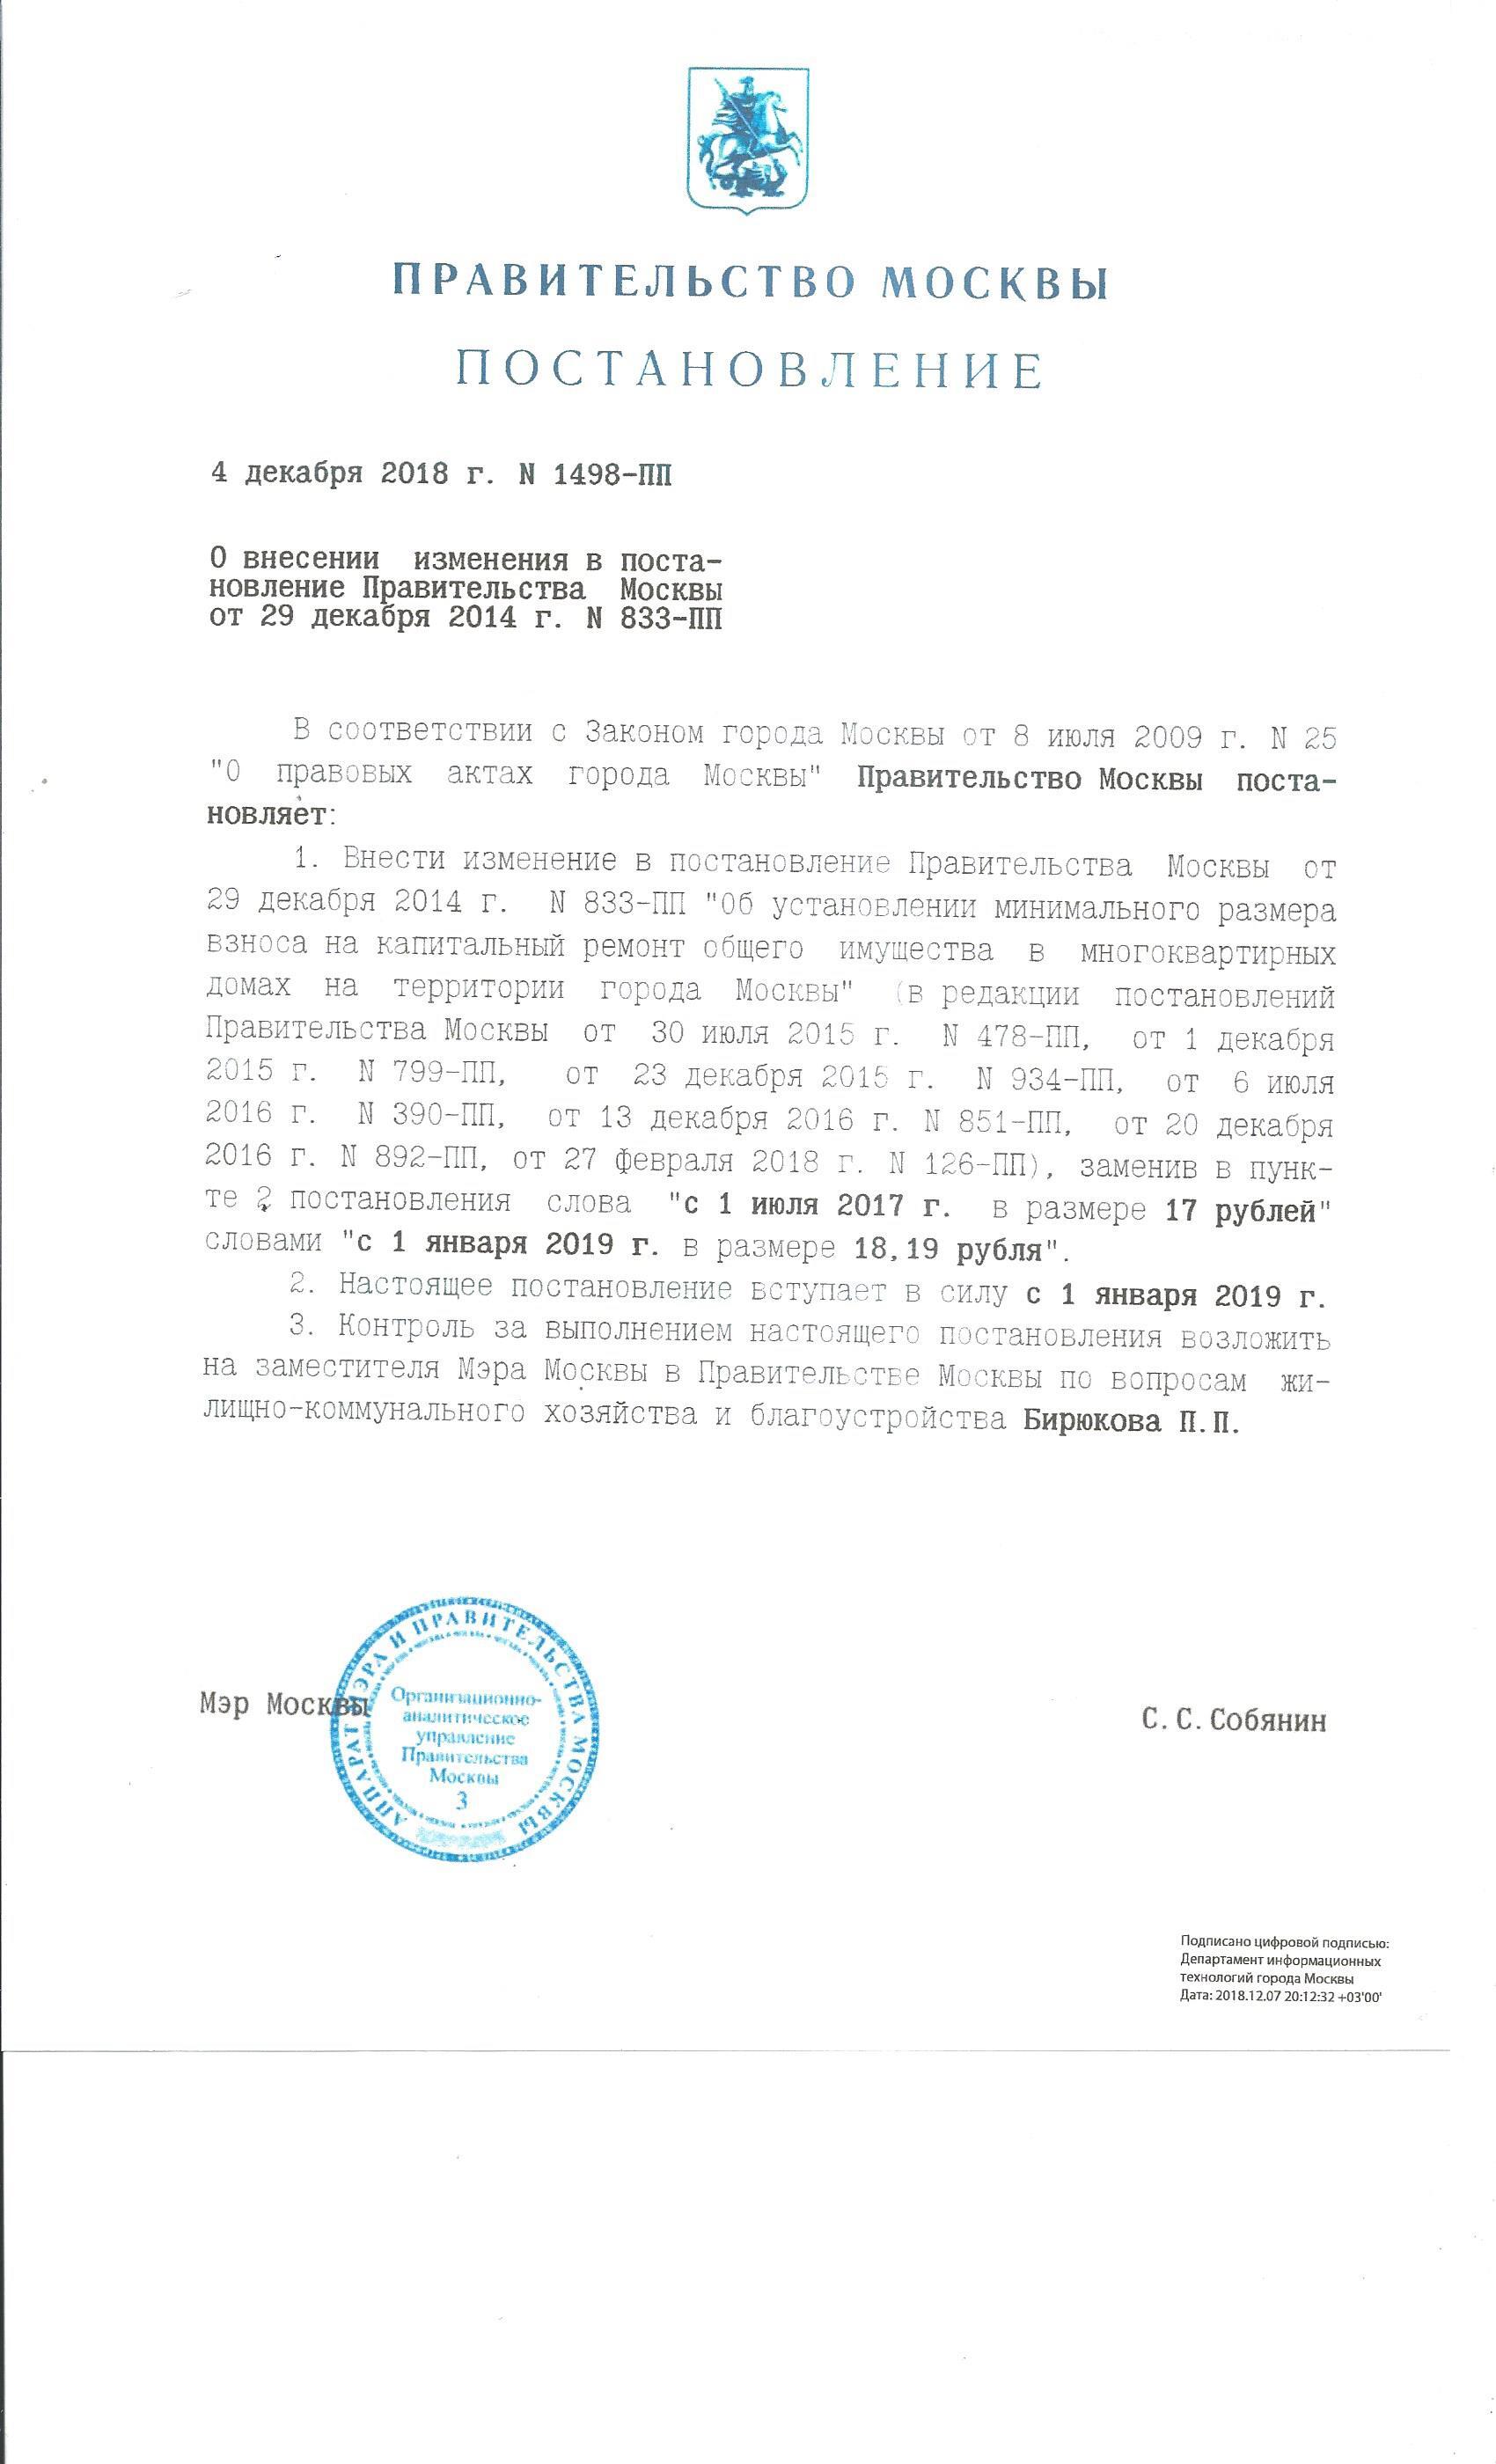 ПРАВИТЕЛЬСТВО МОСКВЫ
ПОСТАНОВЛЕНИЕ
4 декабря 2018 г. N 1498-ПП
О внесении изменения в поста-
новление Правительства Москвы
от 29 декабря 2014 г. N 833-ПП
В соответствии с Законом города Москвы от 8 июля 2009 г. N 25
"О правовых актах города Москвы" Правительство Москвы поста-
новляет:
1. Внести изменение в постановление Правительства Москвы от
29 декабря 2014 г. N 833-ПП "Об установлении минимального размера
взноса на капитальный ремонт общего имущества в многоквартирных
домах на территории города Москвы" (в редакции постановлений
Правительства Москвы от 30 июля 2015 г. N 478-ПП, от 1 декабря
2015 г. N 799-ПП, от 23 декабря 2015 г. N 934-ПП, от 6 июля
2016 г. N 390-ПП, от 13 декабря 2016 г. N 851-ПП, от 20 декабря
2016 г. N 892-ПП, от 27 февраля 2018 г. N 126-ПП), заменив в пунк-
те 2 постановления слова "с 1 июля 2017 г. в размере 17 рублей"
словами "с 1 января 2019 г. в размере 18,19 рубля".
2. Настоящее постановление вступает в силу с 1 января 2019 г.
3. Контроль за выполнением настоящего постановления возложить
на заместителя Мэра Москвы в Правительстве Москвы по вопросам жи-
лищно-коммунального хозяйства и благоустройства Бирюкова П.П.
Мэр Москвы
С.С.Собянин
АППАРАТ МЭРА И ПРАВИТЕЛЬСТВА МОСКВЫ
Организационно-
аналитическое
управление
Правительства
Москвы
3
Подписано цифровой подписью:
Департамент информационных
технологий города Москвы
Дата: 2018.12.07 20:12:32 +03'00'